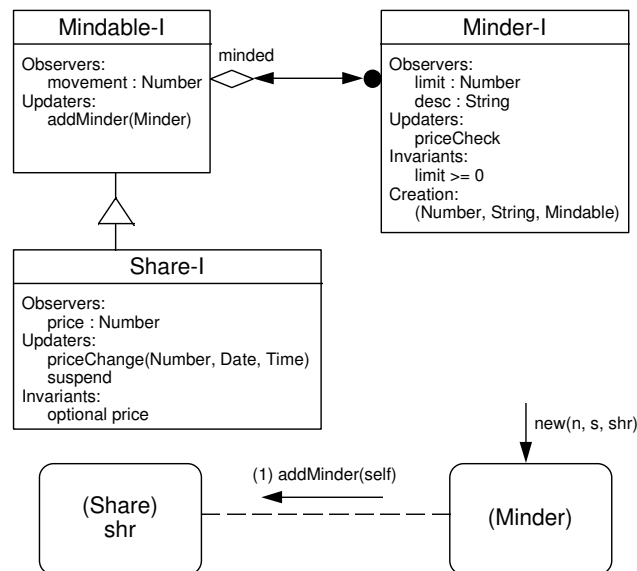 Mindable-I
Observers:
movement : Number
Updaters:
addMinder(Minder)
minded
Minder-I
Observers:
limit : Number
desc : String
Updaters:
priceCheck
Invariants:
limit >= 0
Creation:
(Number, String, Mindable)
Share-I
Observers:
price : Number
Updaters:
priceChange(Number, Date, Time)
suspend
Invariants:
optional price
new(n, s, shr)
(1) addMinder(self)
(Share)
shr
(Minder)